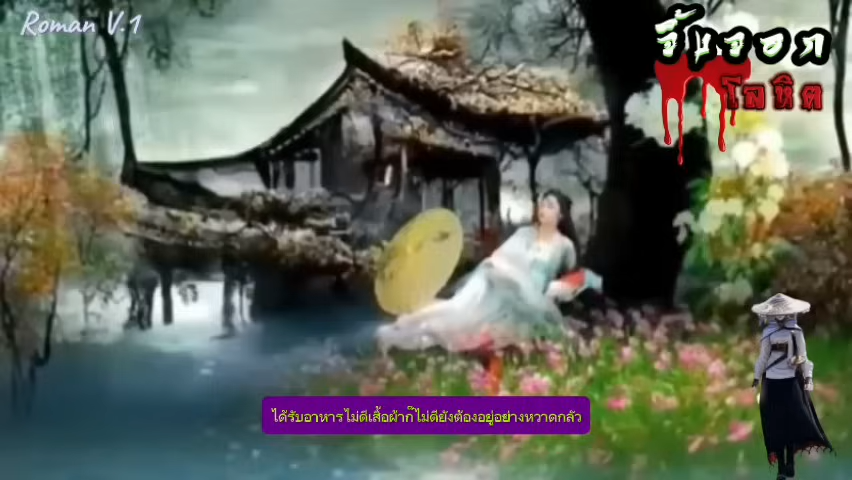 Roman V.1
จิ้งจอก
โลหิต
ได้รับอาหารไม่ดีเสื้อผ้าก็ไม่ดียังต้องอยู่อย่างหวาดกลัว